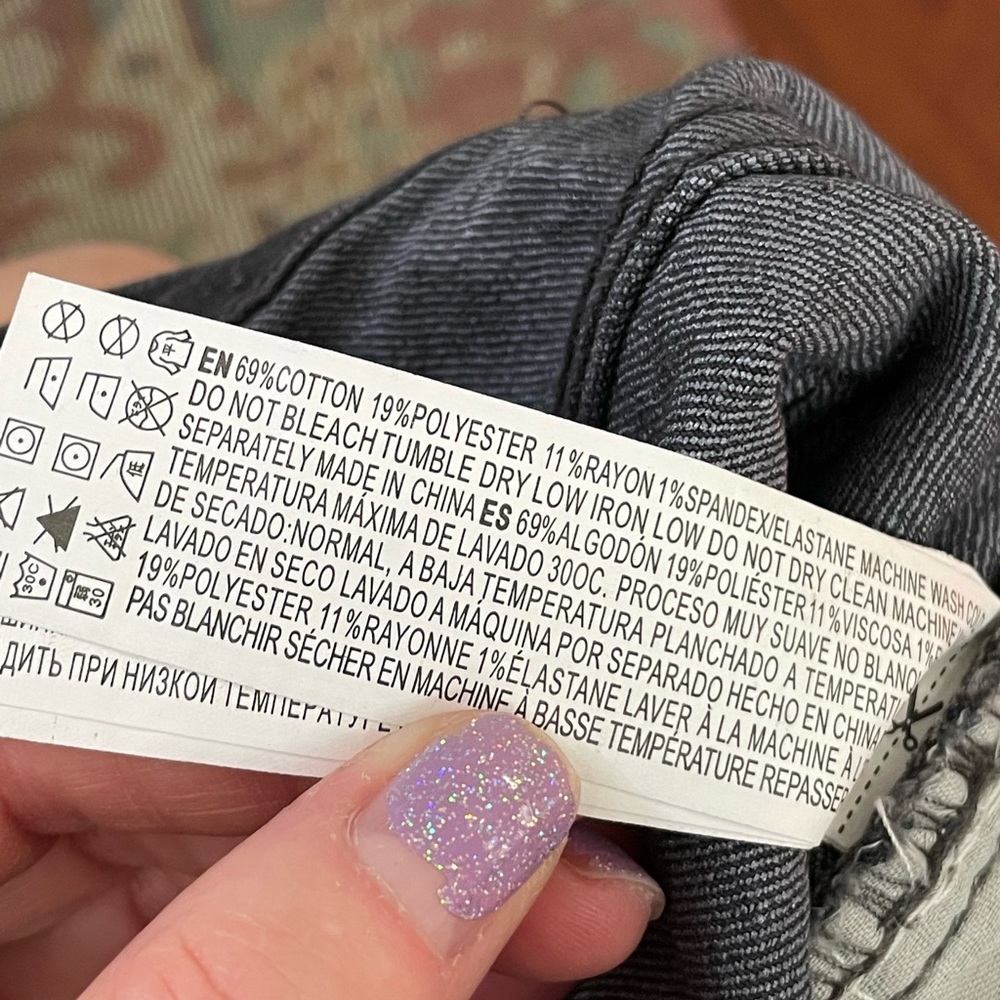 EN 69%COTTON 19%POLYESTER 11%RAYON 1%SPANDEX/ELASTANE MACHINE WASH
DO NOT BLEACH TUMBLE DRY LOW IRON LOW DO NOT DRY CLEAN MACHINE
SEPARATELY MADE IN CHINA ES 69%ALGODÓN 19%POLIÉSTER 11%VISCOSA
TEMPERATURA MÁXIMA DE LAVADO 30OC. PROCESO MUY SUAVE NO
DE SECADO:NORMAL, A BAJA TEMPERATURA PLANCHADO A
LAVADO EN SECO LAVADO A MÁQUINA POR SEPARADO HECHO EN CHINA
19%POLYESTER 11%RAYONNE 1%ÉLASTANE LAVER À LA MACHINE À
PAS BLANCHIR SÉCHER EN MACHINE À BASSE TEMPÉRATURE REPASSER
低
30C
30
ДИТЬ ПРИ НИЗКОЙ